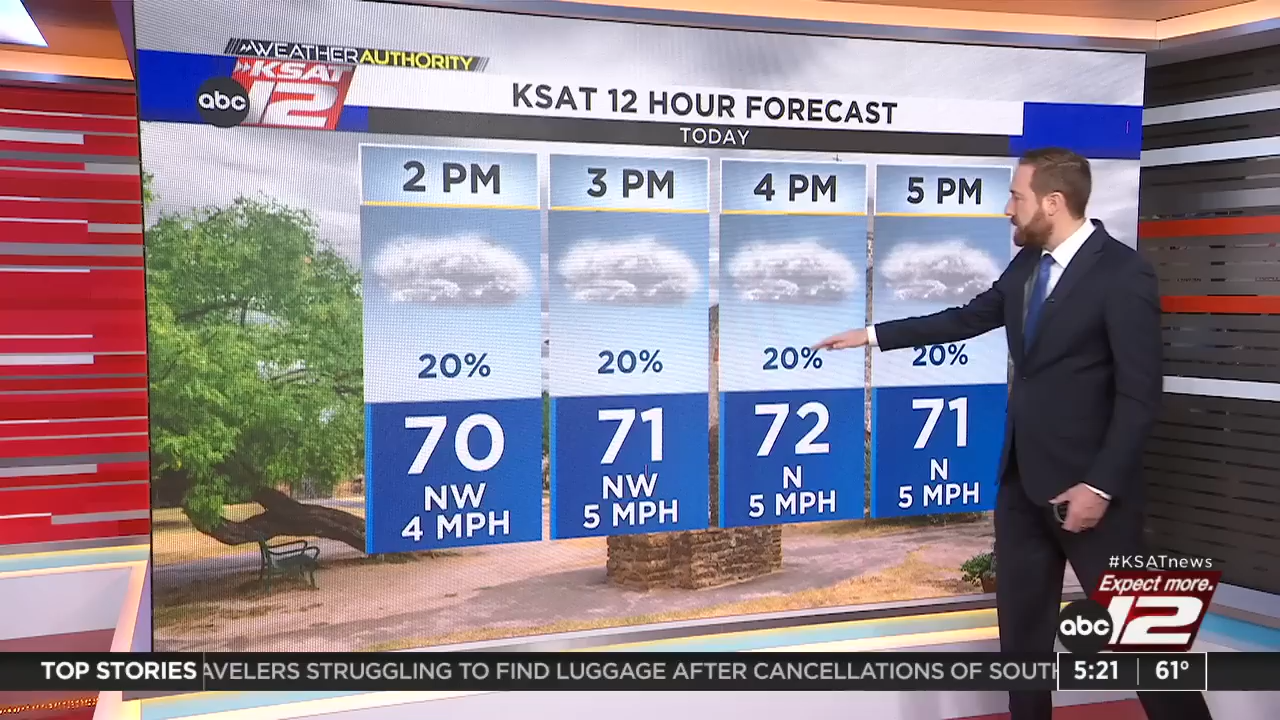 WEATHERAUTHORITY
KSAT
abc 12
KSAT 12 HOUR FORECAST
TODAY
2 PM
3 PM
4 PM
5 PM
20%
20%
20%
20%
70
71
72
71
NW
NW
N
N
4 MPH
5 MPH
5 MPH
5 MPH
#KSATnews
Expect more.
abc 12
TOP STORIES
AVELERS STRUGGLING TO FIND LUGGAGE AFTER CANCELLATIONS OF SOUTH
5:21
61°